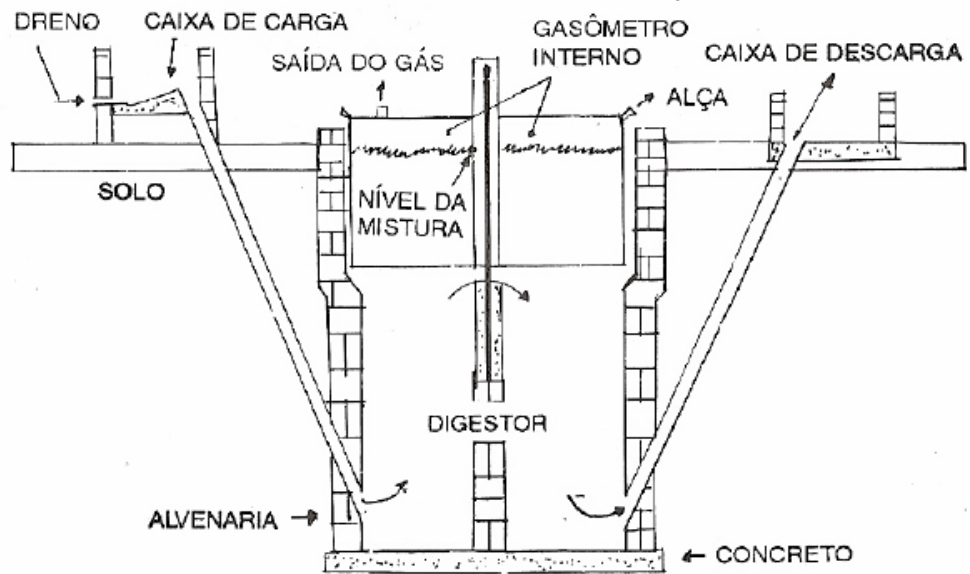 DRENO
CAIXA DE CARGA
SAÍDA DO GÁS
GASÔMETRO
INTERNO
CAIXA DE DESCARGA
ALÇA
SOLO
NÍVEL DA
MISTURA
DIGESTOR
ALVENARIA
CONCRETO